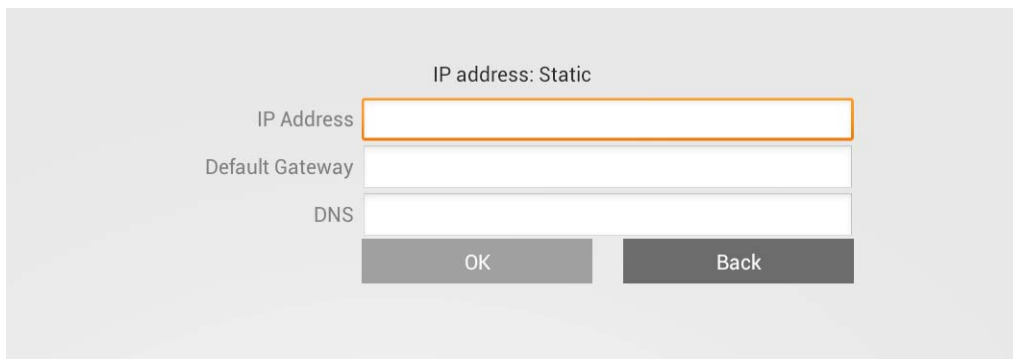 IP address: Static
IP Address
Default Gateway
DNS
OK Back